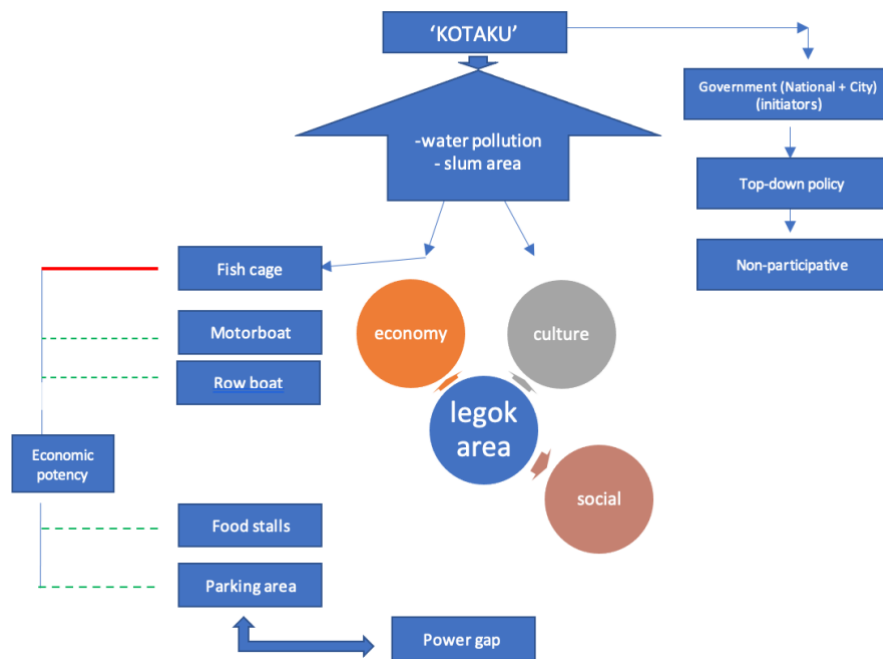 ‘KOTAKU’
Government (National + City)
(initiators)
-water pollution
- slum area
Top-down policy
Non-participative
Fish cage
Motorboat
Row boat
economy
culture
legok
area
social
Economic
potency
Food stalls
Parking area
Power gap